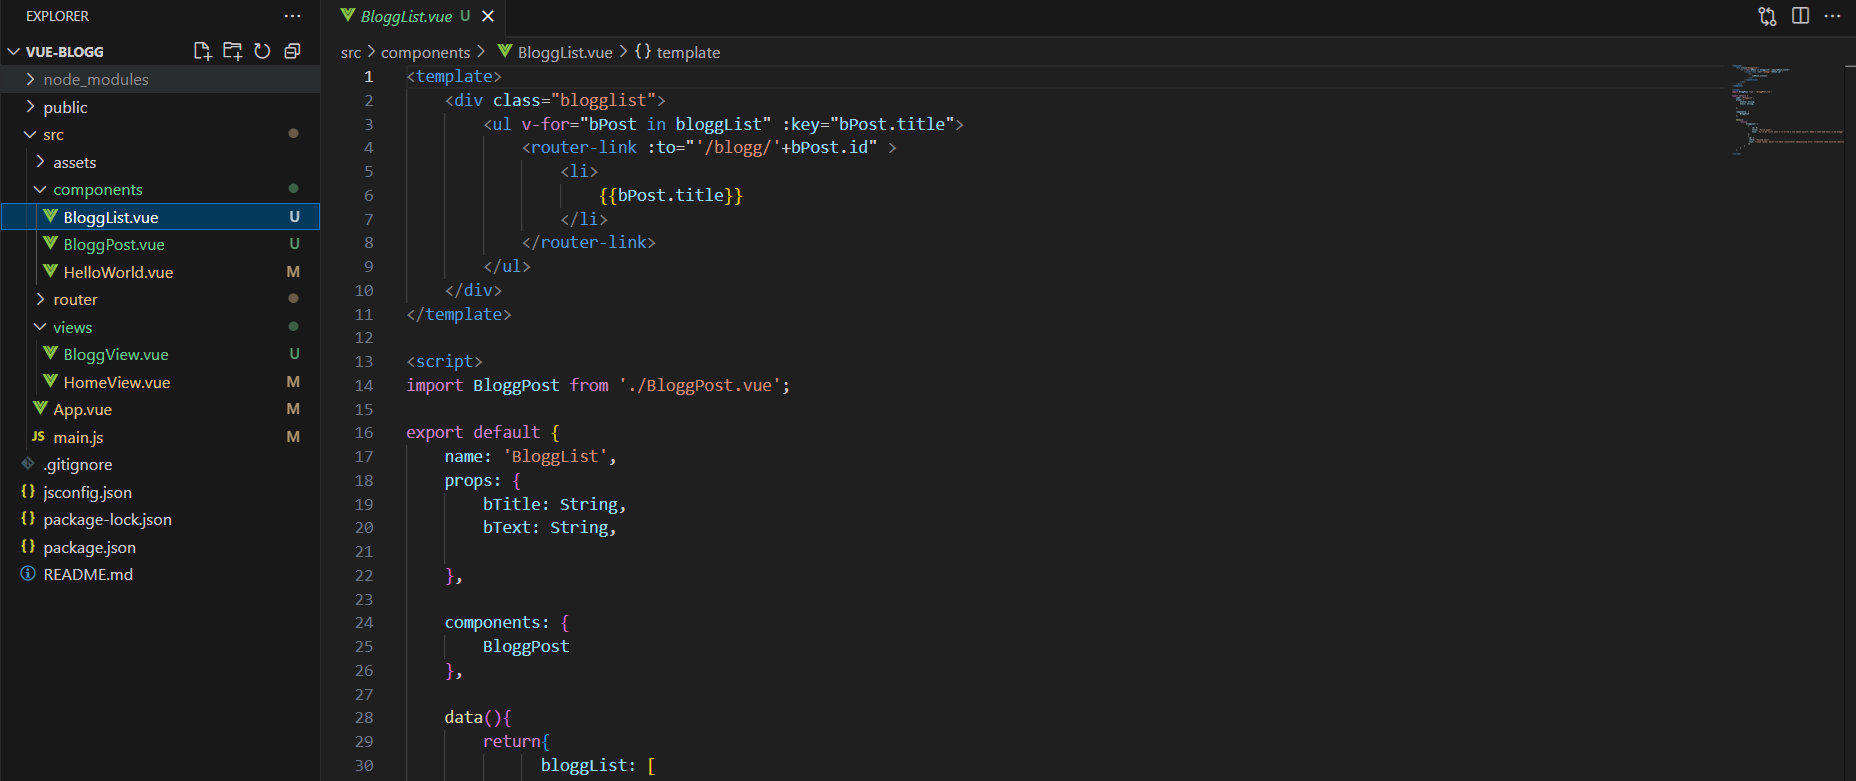 EXPLORER
VUE-BLOGG
node_modules
public
src
assets
components
BloggList.vue U
BloggPost.vue U
HelloWorld.vue M
router
views
BloggView.vue U
HomeView.vue M
App.vue M
JS main.js M
.gitignore
{} jsconfig.json
{} package-lock.json
{} package.json
README.md
BloggList.vue U
src > components > BloggList.vue > {} template
1 <template>
2 <div class="blogglist">
3 <ul v-for="bPost in bloggList" :key="bPost.title">
4 <router-link :to="'/blogg/'+bPost.id" >
5 <li>
6 {{bPost.title}}
7 </li>
8 </router-link>
9 </ul>
10 </div>
11 </template>
12
13 <script>
14 import BloggPost from './BloggPost.vue';
15
16 export default {
17 name: 'BloggList',
18 props: {
19 bTitle: String,
20 bText: String,
21
22 },
23
24 components: {
25 BloggPost
26 },
27
28 data(){
29 return{
30 bloggList: [